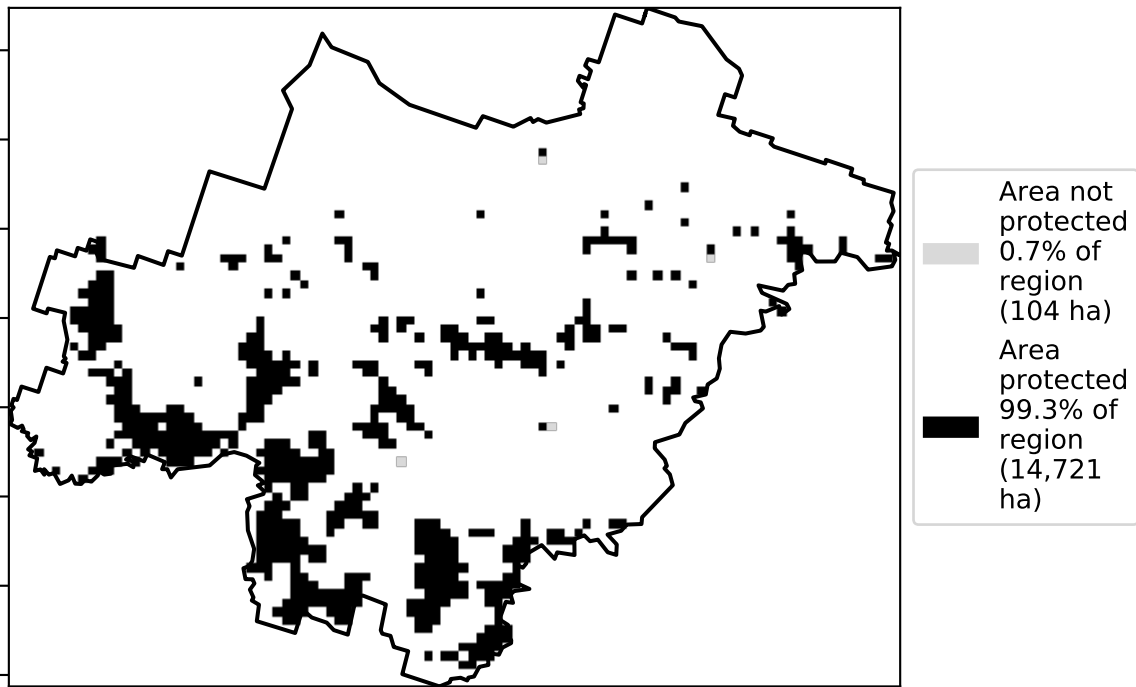 Area not
protected
0.7% of
region
(104 ha)
Area
protected
99.3% of
region
(14,721
ha)